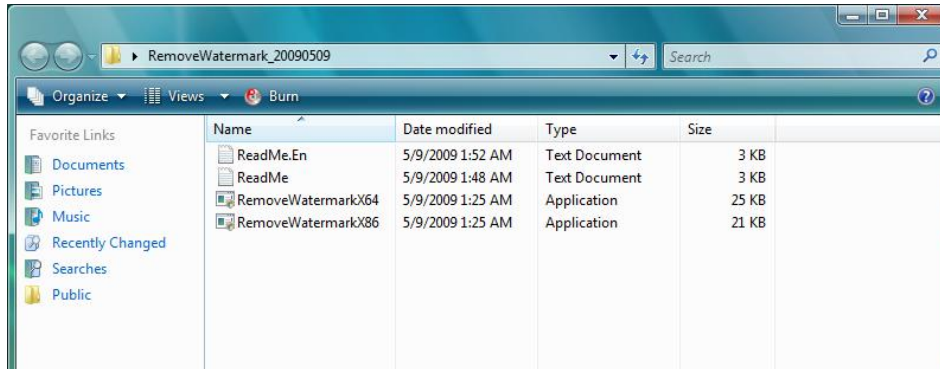 RemoveWatermark_20090509
Search
Organize Views Burn
Favorite Links
Documents
Pictures
Music
Recently Changed
Searches
Public
Name Date modified Type Size
ReadMe.En 5/9/2009 1:52 AM Text Document 3 KB
ReadMe 5/9/2009 1:48 AM Text Document 3 KB
RemoveWatermarkX64 5/9/2009 1:25 AM Application 25 KB
RemoveWatermarkX86 5/9/2009 1:25 AM Application 21 KB